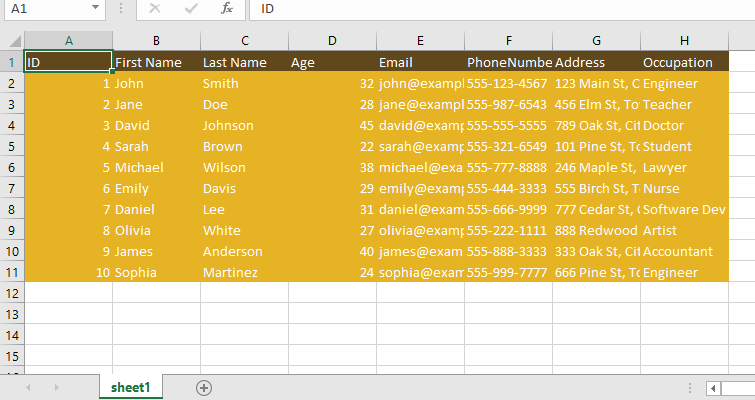 A1 fx ID
A B C D E F G H
1 ID First Name Last Name Age Email PhoneNumbe Address Occupation
2 1 John Smith 32 john@exampl 555-123-4567 123 Main St, C Engineer
3 2 Jane Doe 28 jane@exampl 555-987-6543 456 Elm St, To Teacher
4 3 David Johnson 45 david@examp 555-555-5555 789 Oak St, Cit Doctor
5 4 Sarah Brown 22 sarah@examp 555-321-6549 101 Pine St, To Student
6 5 Michael Wilson 38 michael@exa 555-777-8888 246 Maple St, Lawyer
7 6 Emily Davis 29 emily@examp 555-444-3333 555 Birch St, T Nurse
8 7 Daniel Lee 31 daniel@exam 555-666-9999 777 Cedar St, Software Dev
9 8 Olivia White 27 olivia@examp 555-222-1111 888 Redwood Artist
10 9 James Anderson 40 james@exam 555-888-3333 333 Oak St, Cit Accountant
11 10 Sophia Martinez 24 sophia@exam 555-999-7777 666 Pine St, To Engineer
12
13
14
15
sheet1